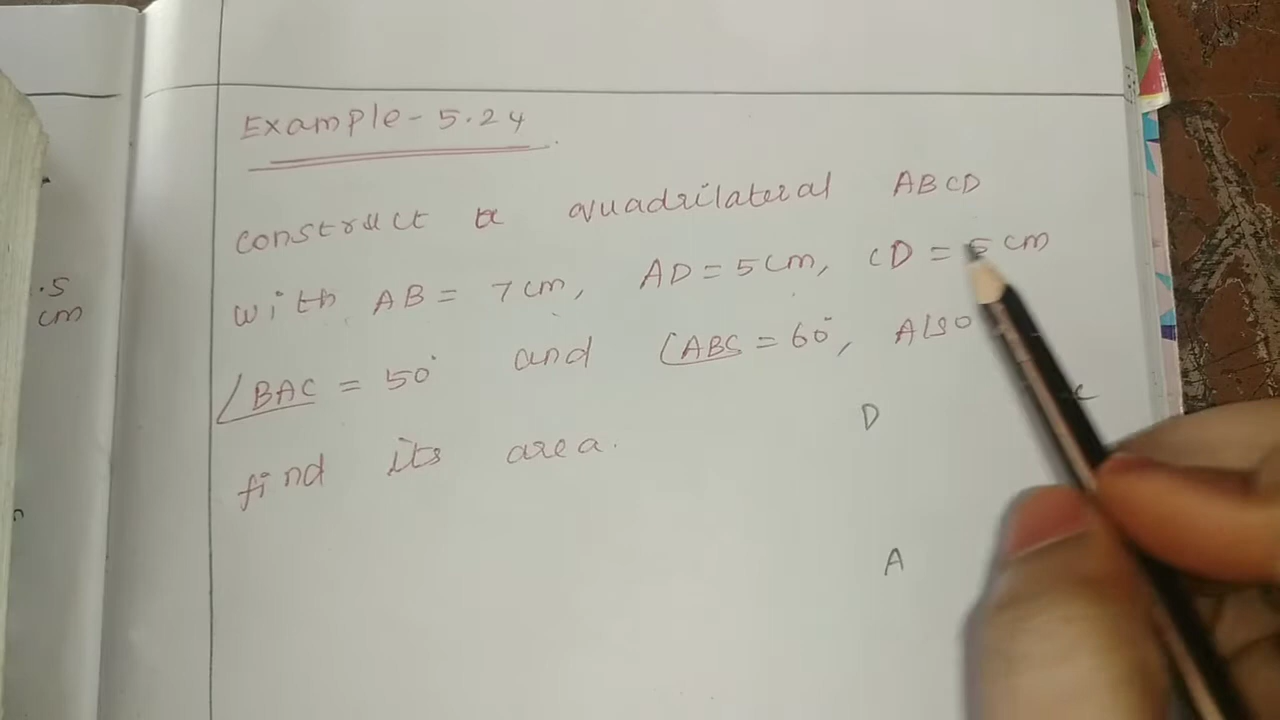 Example - 5.24
construct a quadrilateral ABCD
with AB = 7cm, AD = 5cm, CD = 5cm
∠BAC = 50° and ∠ABC = 60°, Also
find its area.
D C
A
.5
cm